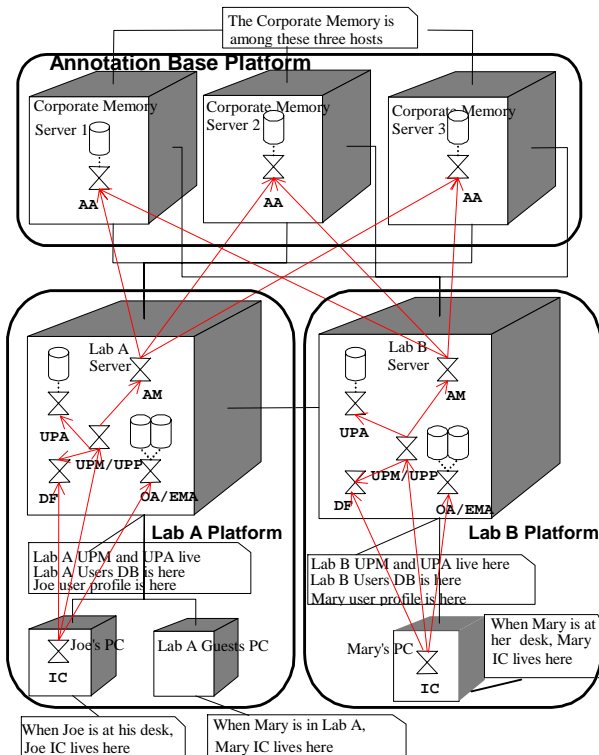 The Corporate Memory is
among these three hosts
Annotation Base Platform
Corporate Memory
Server 1
AA
Corporate Memory
Server 2
AA
Corporate Memory
Server 3
AA
Lab A
Server
AM
UPA
UPM/UPP
DF
OA/EMA
Lab A Platform
Lab B
Server
AM
UPA
UPM/UPP
DF
OA/EMA
Lab B Platform
Lab A UPM and UPA live
Lab A Users DB is here
Joe user profile is here
Lab B UPM and UPA live here
Lab B Users DB is here
Mary user profile is here
Joe's PC
IC
Lab A Guests PC
Mary's PC
IC
When Mary is at
her desk, Mary
IC lives here
When Joe is at his desk,
Joe IC lives here
When Mary is in Lab A,
Mary IC lives here